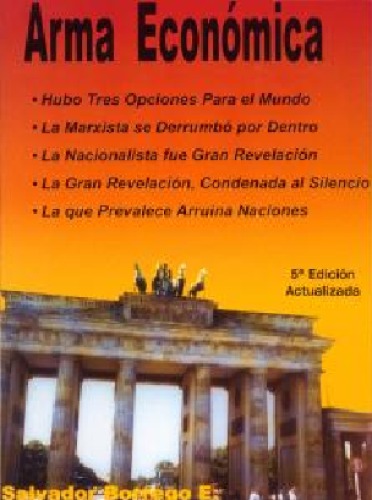 Arma Económica
• Hubo Tres Opciones Para el Mundo
• La Marxista se Derrumbó por Dentro
• La Nacionalista fue Gran Revelación
• La Gran Revelación, Condenada al Silencio
• La que Prevalece Arruina Naciones
5ª Edición
Actualizada
Salvador Borrego E.